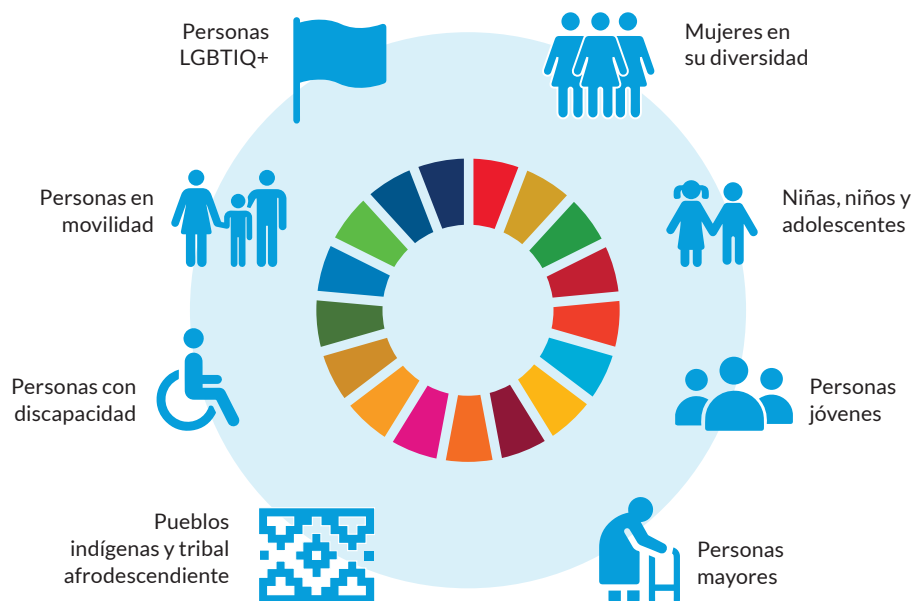 Personas
LGBTIQ+
Mujeres en
su diversidad
Personas en
movilidad
Niñas, niños y
adolescentes
Personas con
discapacidad
Personas
jóvenes
Pueblos
indígenas y tribal
afrodescendiente
Personas
mayores